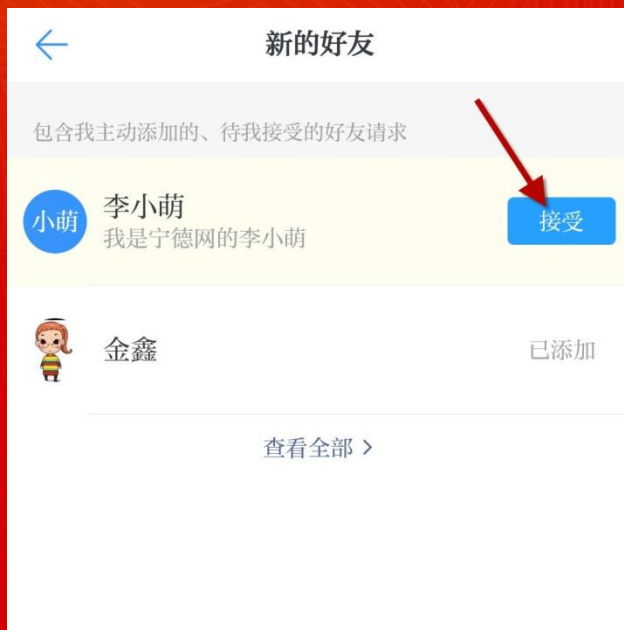 新的好友
包含我主动添加的、待我接受的好友请求
小萌
李小萌
我是宁德网的李小萌
接受
金鑫
已添加
查看全部 >